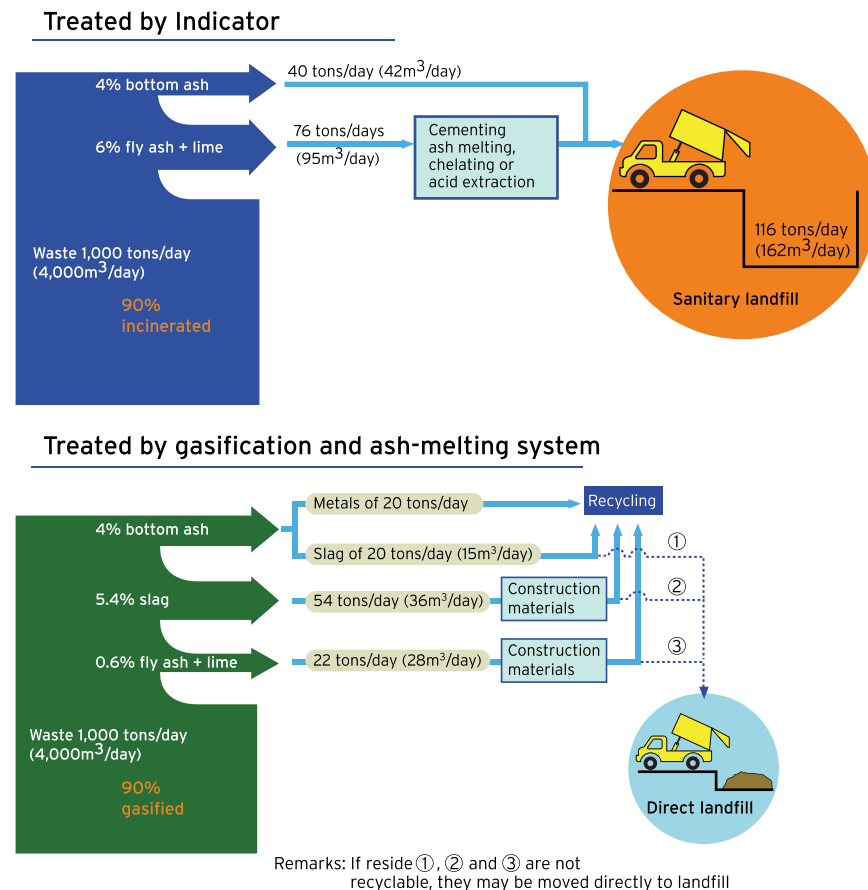 Treated by Indicator
4% bottom ash
40 tons/day (42m³/day)
6% fly ash + lime
76 tons/days
(95m³/day)
Cementing
ash melting,
chelating or
acid extraction
116 tons/day
(162m³/day)
Sanitary landfill
Waste 1,000 tons/day
(4,000m³/day)
90%
incinerated
Treated by gasification and ash-melting system
4% bottom ash
Metals of 20 tons/day
Recycling
Slag of 20 tons/day (15m³/day)
①
5.4% slag
54 tons/day (36m³/day)
Construction
materials
②
0.6% fly ash + lime
22 tons/day (28m³/day)
Construction
materials
③
Waste 1,000 tons/day
(4,000m³/day)
90%
gasified
Direct landfill
Remarks: If reside ①, ② and ③ are not
recyclable, they may be moved directly to landfill